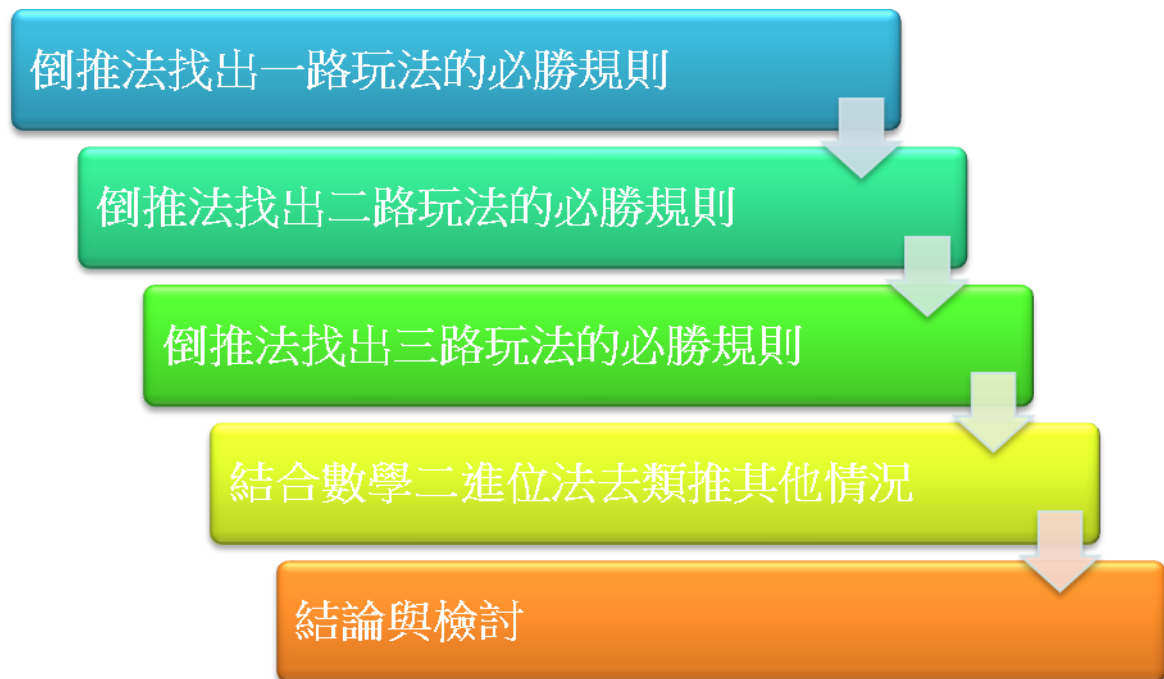 倒推法找出一路玩法的必勝規則
倒推法找出二路玩法的必勝規則
倒推法找出三路玩法的必勝規則
結合數學二進位法去類推其他情況
結論與檢討